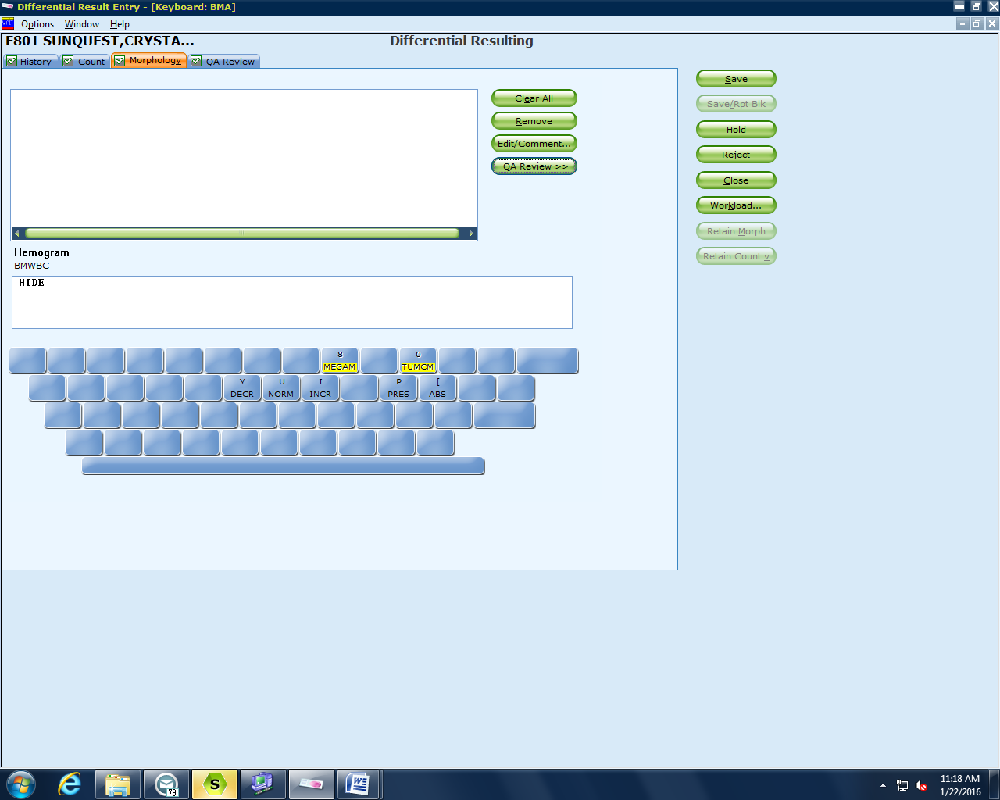 Differential Result Entry - [Keyboard: BMA]
Options Window Help
F801 SUNQUEST,CRYSTA...
Differential Resulting
History Count Morphology QA Review
Clear All
Remove
Edit/Comment...
QA Review >>
Save
Save/Rpt Blk
Hold
Reject
Close
Workload...
Retain Morph
Retain Count v
Hemogram
BMWBC
HIDE
8 0
MEGAM TUMCM
Y U I P [
DECR NORM INCR PRES ABS
79
S
W
11:18 AM
1/22/2016